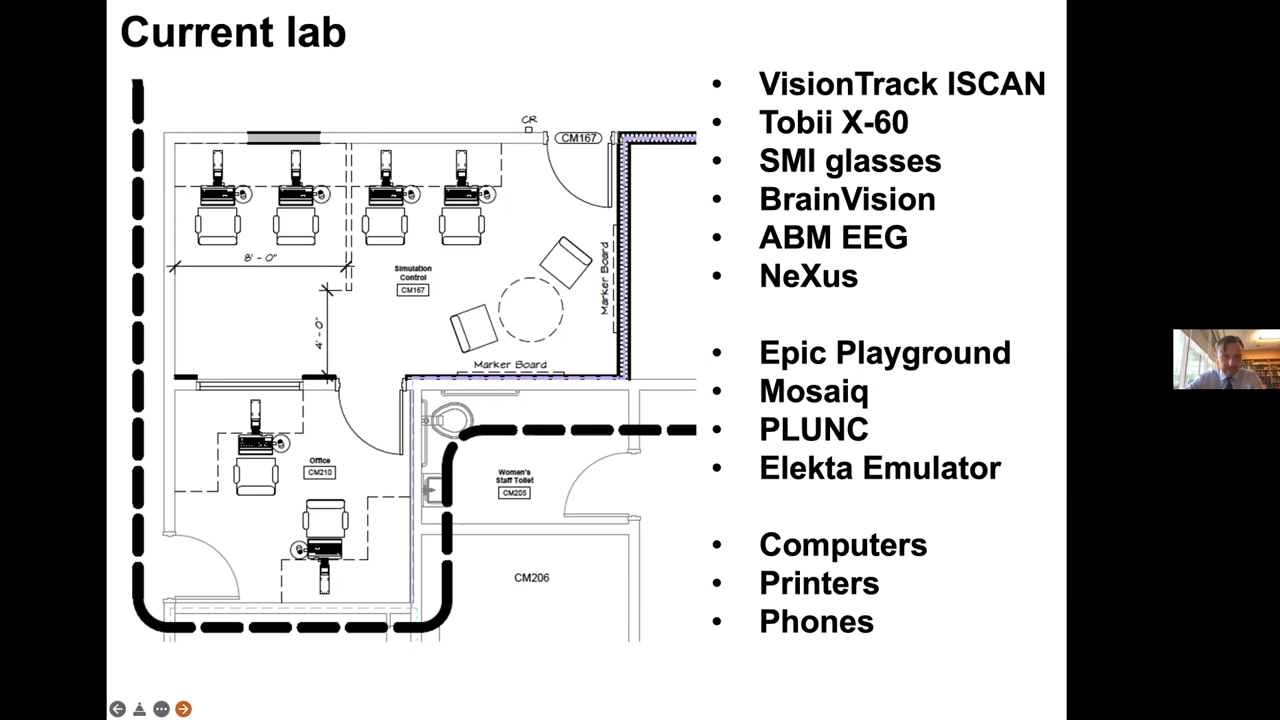 Current lab
CR
CM167
8' - 0"
Simulation
Control
CM167
Marker Board
4' - 0"
Marker Board
Office
CM210
Women's
Staff Toilet
CM205
CM206
• VisionTrack ISCAN
• Tobii X-60
• SMI glasses
• BrainVision
• ABM EEG
• NeXus
• Epic Playground
• Mosaiq
• PLUNC
• Elekta Emulator
• Computers
• Printers
• Phones